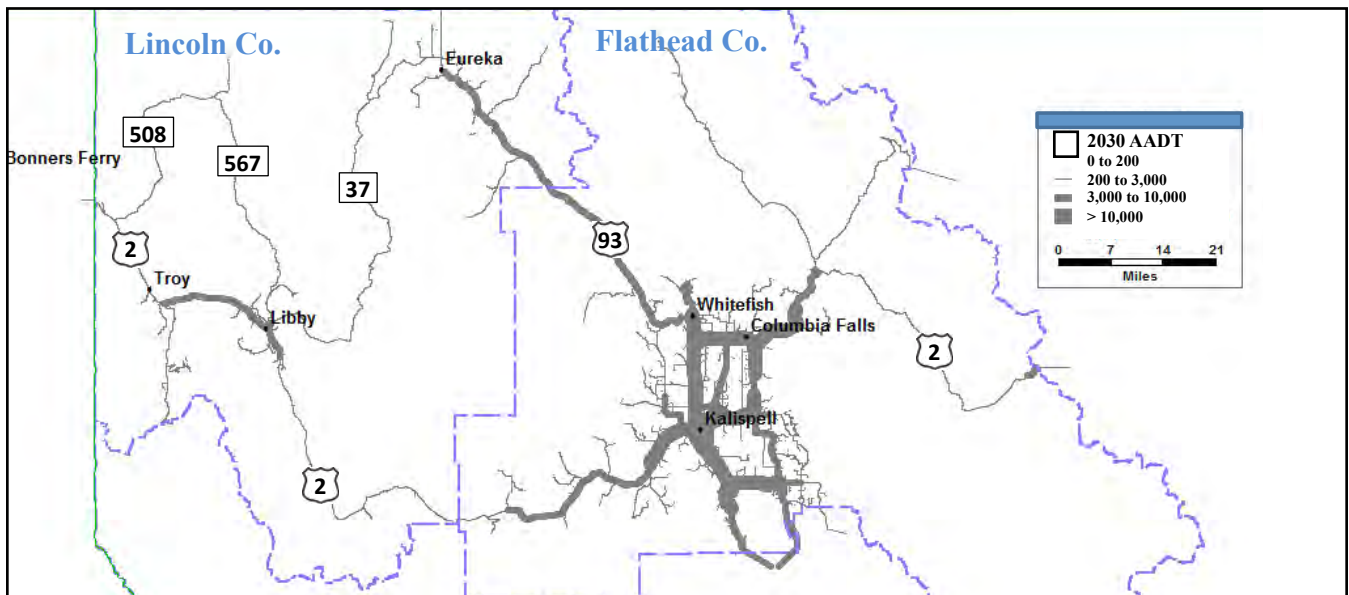 Lincoln Co.
Flathead Co.
Eureka
508
Bonners Ferry
567
37
2
93
Troy
Libby
Whitefish
Columbia Falls
2
Kalispell
2
2030 AADT
0 to 200
200 to 3,000
3,000 to 10,000
> 10,000
0 7 14 21
Miles